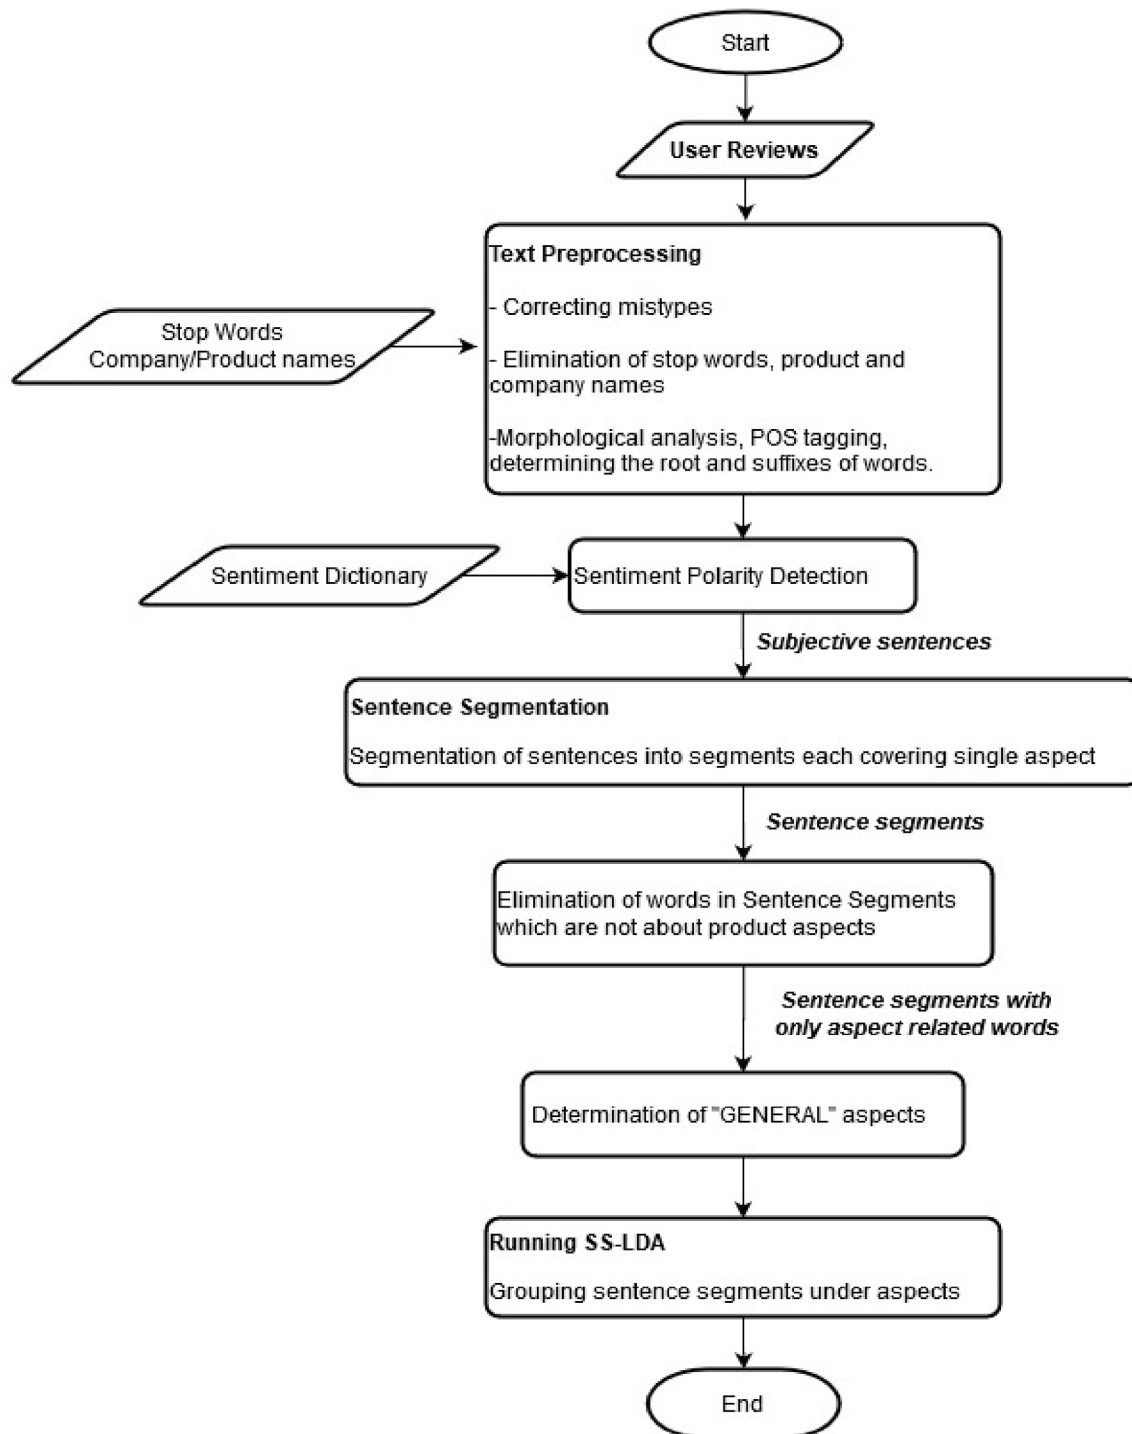 Start
User Reviews
Text Preprocessing
- Correcting mistypes
- Elimination of stop words, product and
company names
-Morphological analysis, POS tagging,
determining the root and suffixes of words.
Stop Words
Company/Product names
Sentiment Dictionary
Sentiment Polarity Detection
Subjective sentences
Sentence Segmentation
Segmentation of sentences into segments each covering single aspect
Sentence segments
Elimination of words in Sentence Segments
which are not about product aspects
Sentence segments with
only aspect related words
Determination of "GENERAL" aspects
Running SS-LDA
Grouping sentence segments under aspects
End